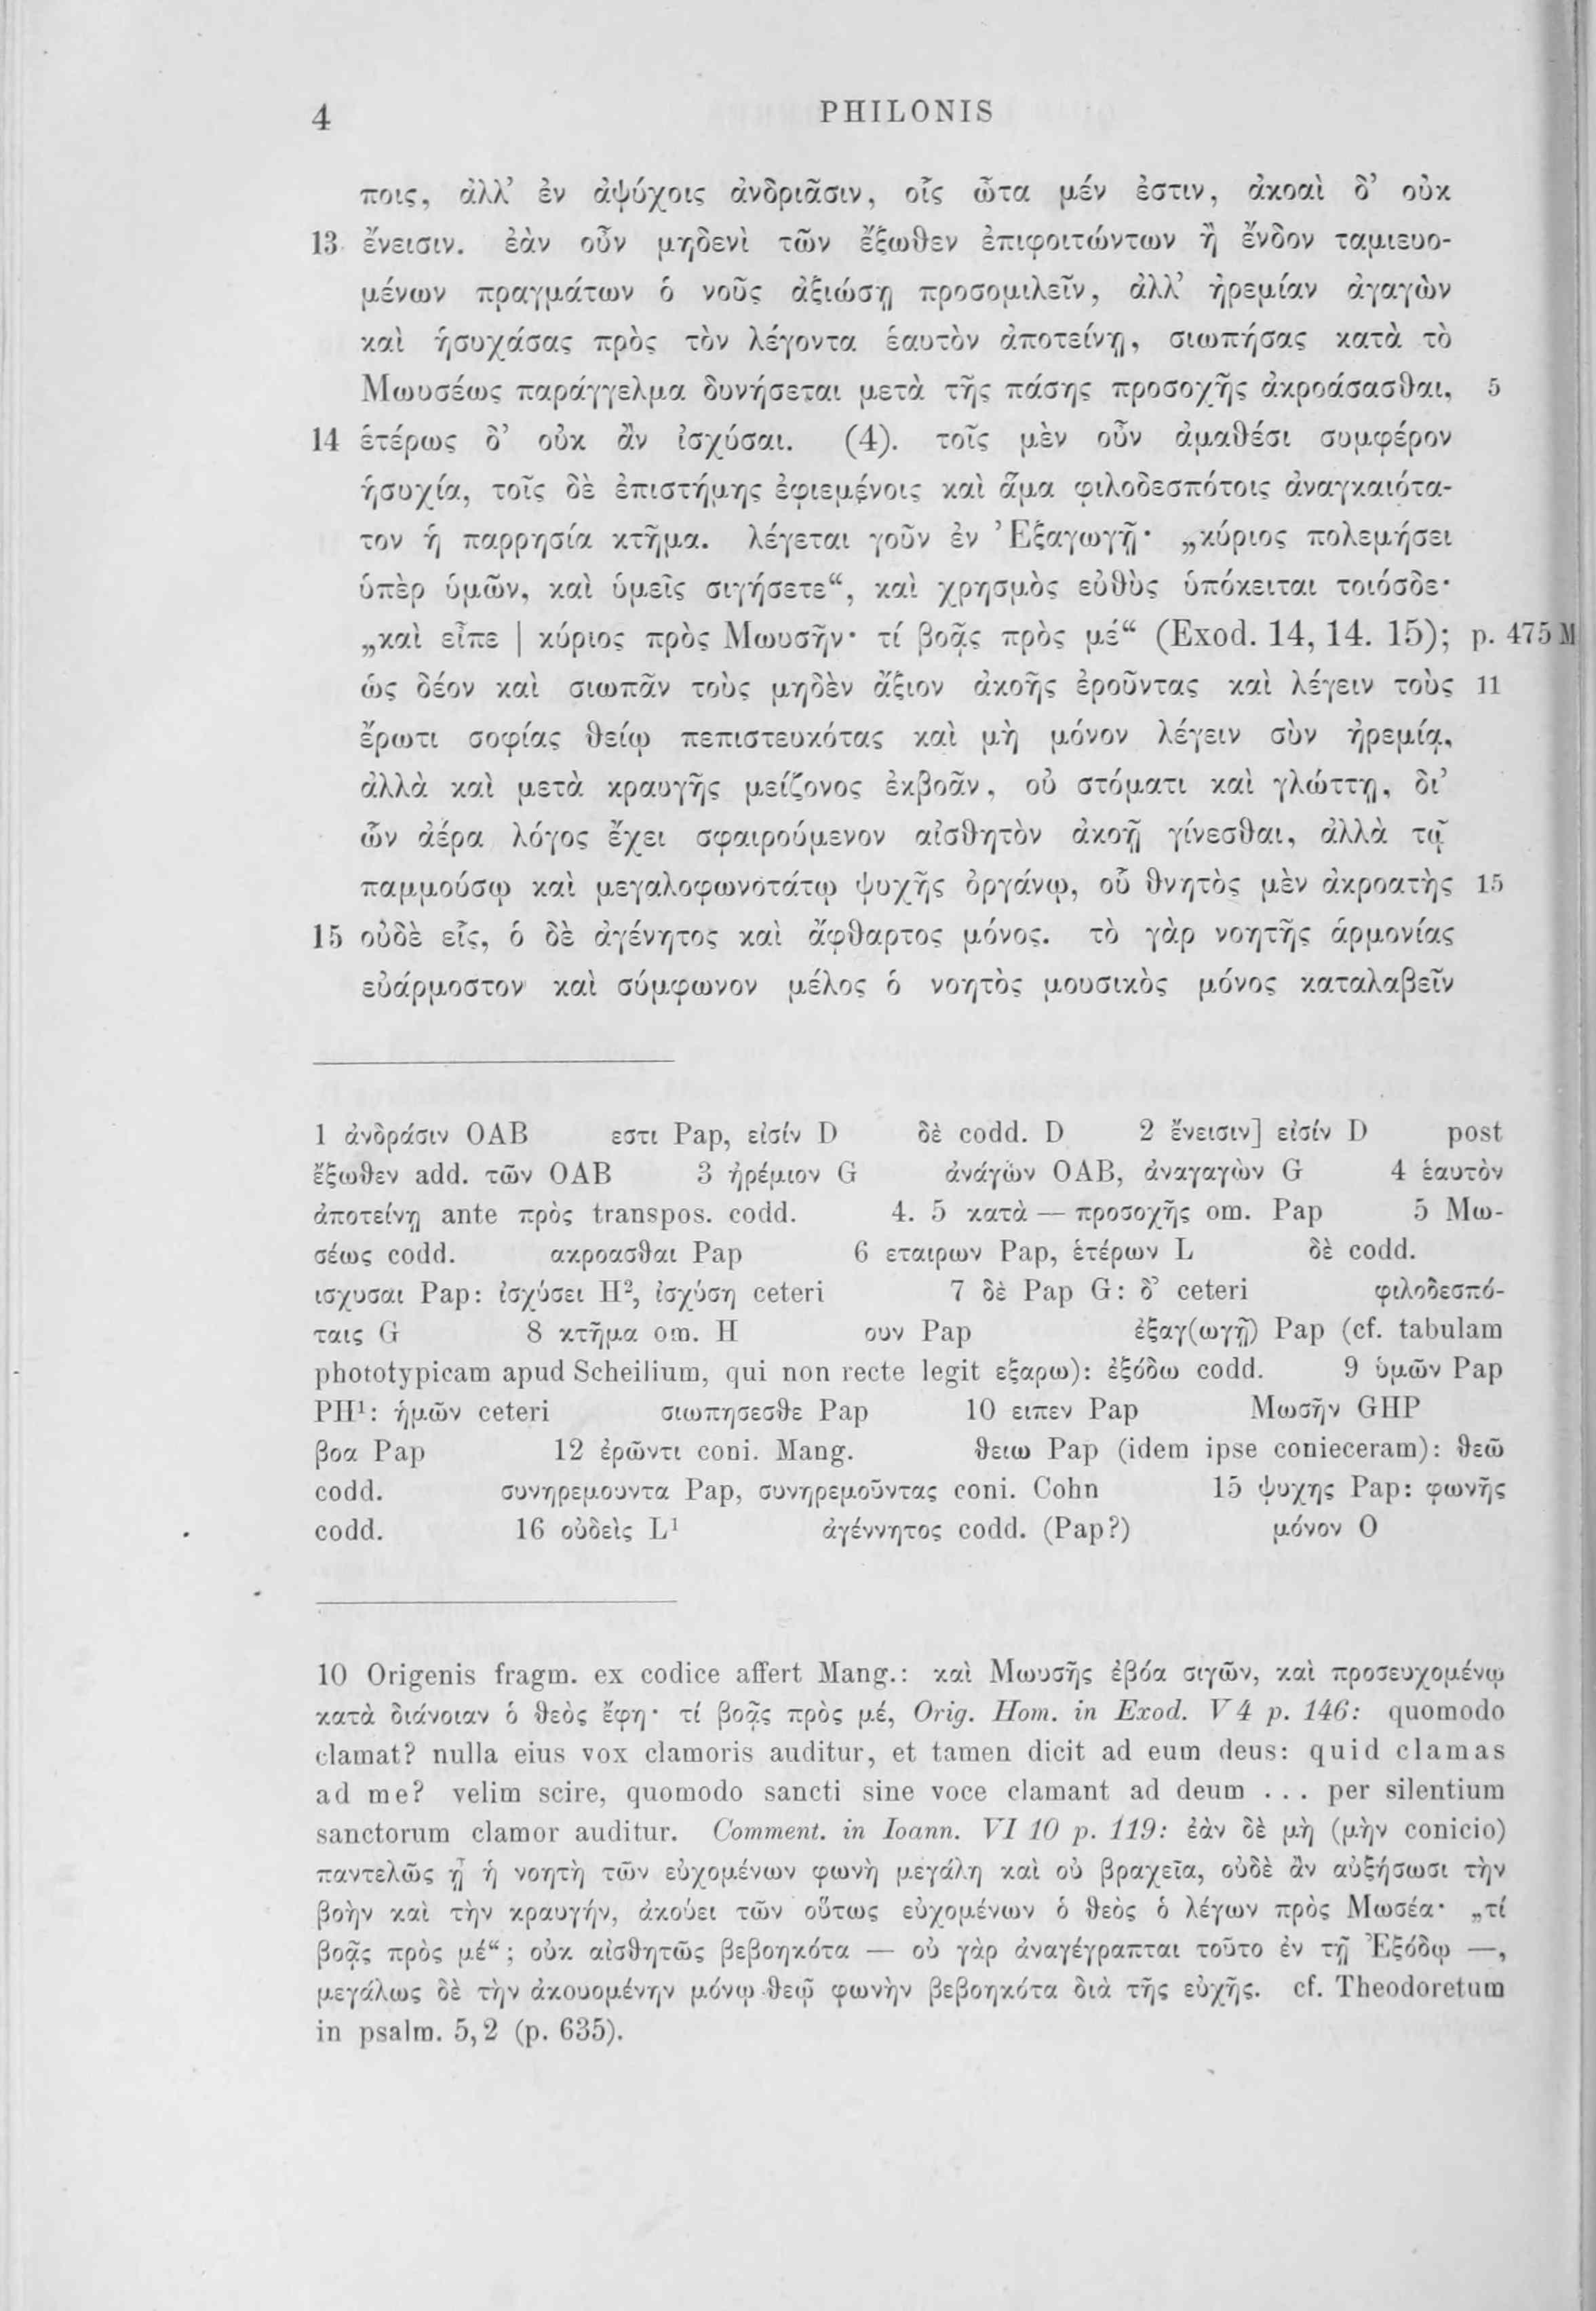 4 PHILONIS
ποις, ἀλλ’ ἐν ἀψύχοις ἀνδριᾶσιν, οἷς ὦτα μέν ἐστιν, ἀκοαὶ δ’ οὐκ
13 ἔνεισιν. ἐὰν οὖν μηδενὶ τῶν ἔξωθεν ἐπιφοιτώντων ἢ ἔνδον ταμιευο-
μένων πραγμάτων ὁ νοῦς ἀξιώσῃ προσομιλεῖν, ἀλλ’ ἠρεμίαν ἀγαγὼν
καὶ ἡσυχάσας πρὸς τὸν λέγοντα ἑαυτὸν ἀποτείνῃ, σιωπήσας κατὰ τὸ
Μωυσέως παράγγελμα δυνήσεται μετὰ τῆς πάσης προσοχῆς ἀκροάσασθαι, 5
14 ἑτέρως δ’ οὐκ ἂν ἰσχύσαι. (4). τοῖς μὲν οὖν ἀμαθέσι συμφέρον
ἡσυχία, τοῖς δὲ ἐπιστήμης ἐφιεμένοις καὶ ἅμα φιλοδεσπότοις ἀναγκαιότα-
τον ἡ παρρησία κτῆμα. λέγεται γοῦν ἐν Ἐξαγωγῇ· „κύριος πολεμήσει
ὑπὲρ ὑμῶν, καὶ ὑμεῖς σιγήσετε“, καὶ χρησμὸς εὐθὺς ὑπόκειται τοιόσδε·
„καὶ εἶπε | κύριος πρὸς Μωυσῆν· τί βοᾷς πρὸς μέ“ (Exod. 14, 14. 15); p. 475 M
ὡς δέον καὶ σιωπᾶν τοὺς μηδὲν ἄξιον ἀκοῆς ἐροῦντας καὶ λέγειν τοὺς 11
ἔρωτι σοφίας θείῳ πεπιστευκότας καὶ μὴ μόνον λέγειν σὺν ἠρεμίᾳ,
ἀλλὰ καὶ μετὰ κραυγῆς μείζονος ἐκβοᾶν, οὐ στόματι καὶ γλώττῃ, δι’
ὧν ἀέρα λόγος ἔχει σφαιρούμενον αἰσθητὸν ἀκοῇ γίνεσθαι, ἀλλὰ τῷ
παμμούσῳ καὶ μεγαλοφωνοτάτῳ ψυχῆς ὀργάνῳ, οὗ θνητὸς μὲν ἀκροατὴς 15
15 οὐδὲ εἷς, ὁ δὲ ἀγένητος καὶ ἄφθαρτος μόνος. τὸ γὰρ νοητῆς ἁρμονίας
εὐάρμοστον καὶ σύμφωνον μέλος ὁ νοητὸς μουσικὸς μόνος καταλαβεῖν
1 ἀνδράσιν OAB εστι Pap, εἰσίν D δὲ codd. D 2 ἔνεισιν] εἰσίν D post
ἔξωθεν add. τῶν OAB 3 ἠρέμιον G ἀνάγων OAB, ἀναγαγὼν G 4 ἑαυτὸν
ἀποτείνῃ ante πρὸς transpos. codd. 4. 5 κατὰ — προσοχῆς om. Pap 5 Μω-
σέως codd. ακροασθαι Pap 6 εταιρων Pap, ἑτέρων L δὲ codd.
ισχυσαι Pap: ἰσχύσει H², ἰσχύσῃ ceteri 7 δὲ Pap G: δ’ ceteri φιλοδεσπό-
ταις G 8 κτῆμα om. H ουν Pap ἐξαγ(ωγῇ) Pap (cf. tabulam
phototypicam apud Scheilium, qui non recte legit εξαρω): ἐξόδω codd. 9 ὑμῶν Pap
PH¹: ἡμῶν ceteri σιωπησεσθε Pap 10 ειπεν Pap Μωσῆν GHP
βοα Pap 12 ἐρῶντι coni. Mang. θειω Pap (idem ipse conieceram): θεῶ
codd. συνηρεμουντα Pap, συνηρεμοῦντας coni. Cohn 15 ψυχης Pap: φωνῆς
codd. 16 οὐδεὶς L¹ ἀγέννητος codd. (Pap?) μόνον O
10 Origenis fragm. ex codice affert Mang.: καὶ Μωυσῆς ἐβόα σιγῶν, καὶ προσευχομένῳ
κατὰ διάνοιαν ὁ θεὸς ἔφη· τί βοᾷς πρὸς μέ, Orig. Hom. in Exod. V 4 p. 146: quomodo
clamat? nulla eius vox clamoris auditur, et tamen dicit ad eum deus: quid clamas
ad me? velim scire, quomodo sancti sine voce clamant ad deum . . . per silentium
sanctorum clamor auditur. Comment. in Ioann. VI 10 p. 119: ἐὰν δὲ μὴ (μὴν conicio)
παντελῶς ᾖ ἡ νοητὴ τῶν εὐχομένων φωνὴ μεγάλη καὶ οὐ βραχεῖα, οὐδὲ ἂν αὐξήσωσι τὴν
βοὴν καὶ τὴν κραυγήν, ἀκούει τῶν οὕτως εὐχομένων ὁ θεὸς ὁ λέγων πρὸς Μωσέα· „τί
βοᾷς πρὸς μέ“; οὐκ αἰσθητῶς βεβοηκότα — οὐ γὰρ ἀναγέγραπται τοῦτο ἐν τῇ Ἐξόδῳ —,
μεγάλως δὲ τὴν ἀκουομένην μόνῳ θεῷ φωνὴν βεβοηκότα διὰ τῆς εὐχῆς. cf. Theodoretum
in psalm. 5, 2 (p. 635).